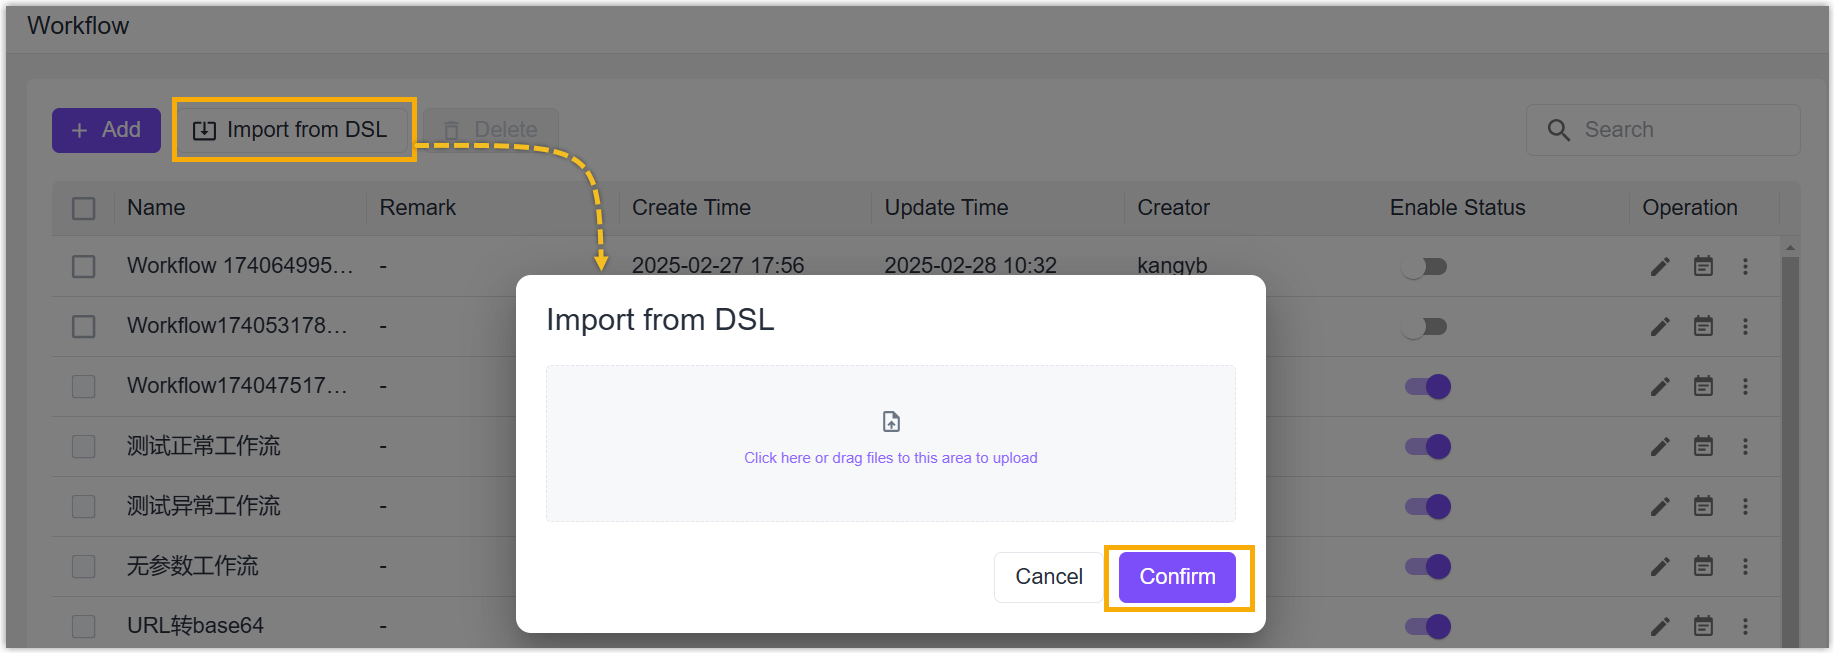 Workflow
Add
Import from DSL
Delete
Search
Name Remark Create Time Update Time Creator Enable Status Operation
Workflow 174064995... - 2025-02-27 17:56 2025-02-28 10:32 kangyb
Workflow174053178... -
Workflow174047517... -
测试正常工作流 -
测试异常工作流 -
无参数工作流 -
URL转base64 -
Import from DSL
Click here or drag files to this area to upload
Cancel
Confirm